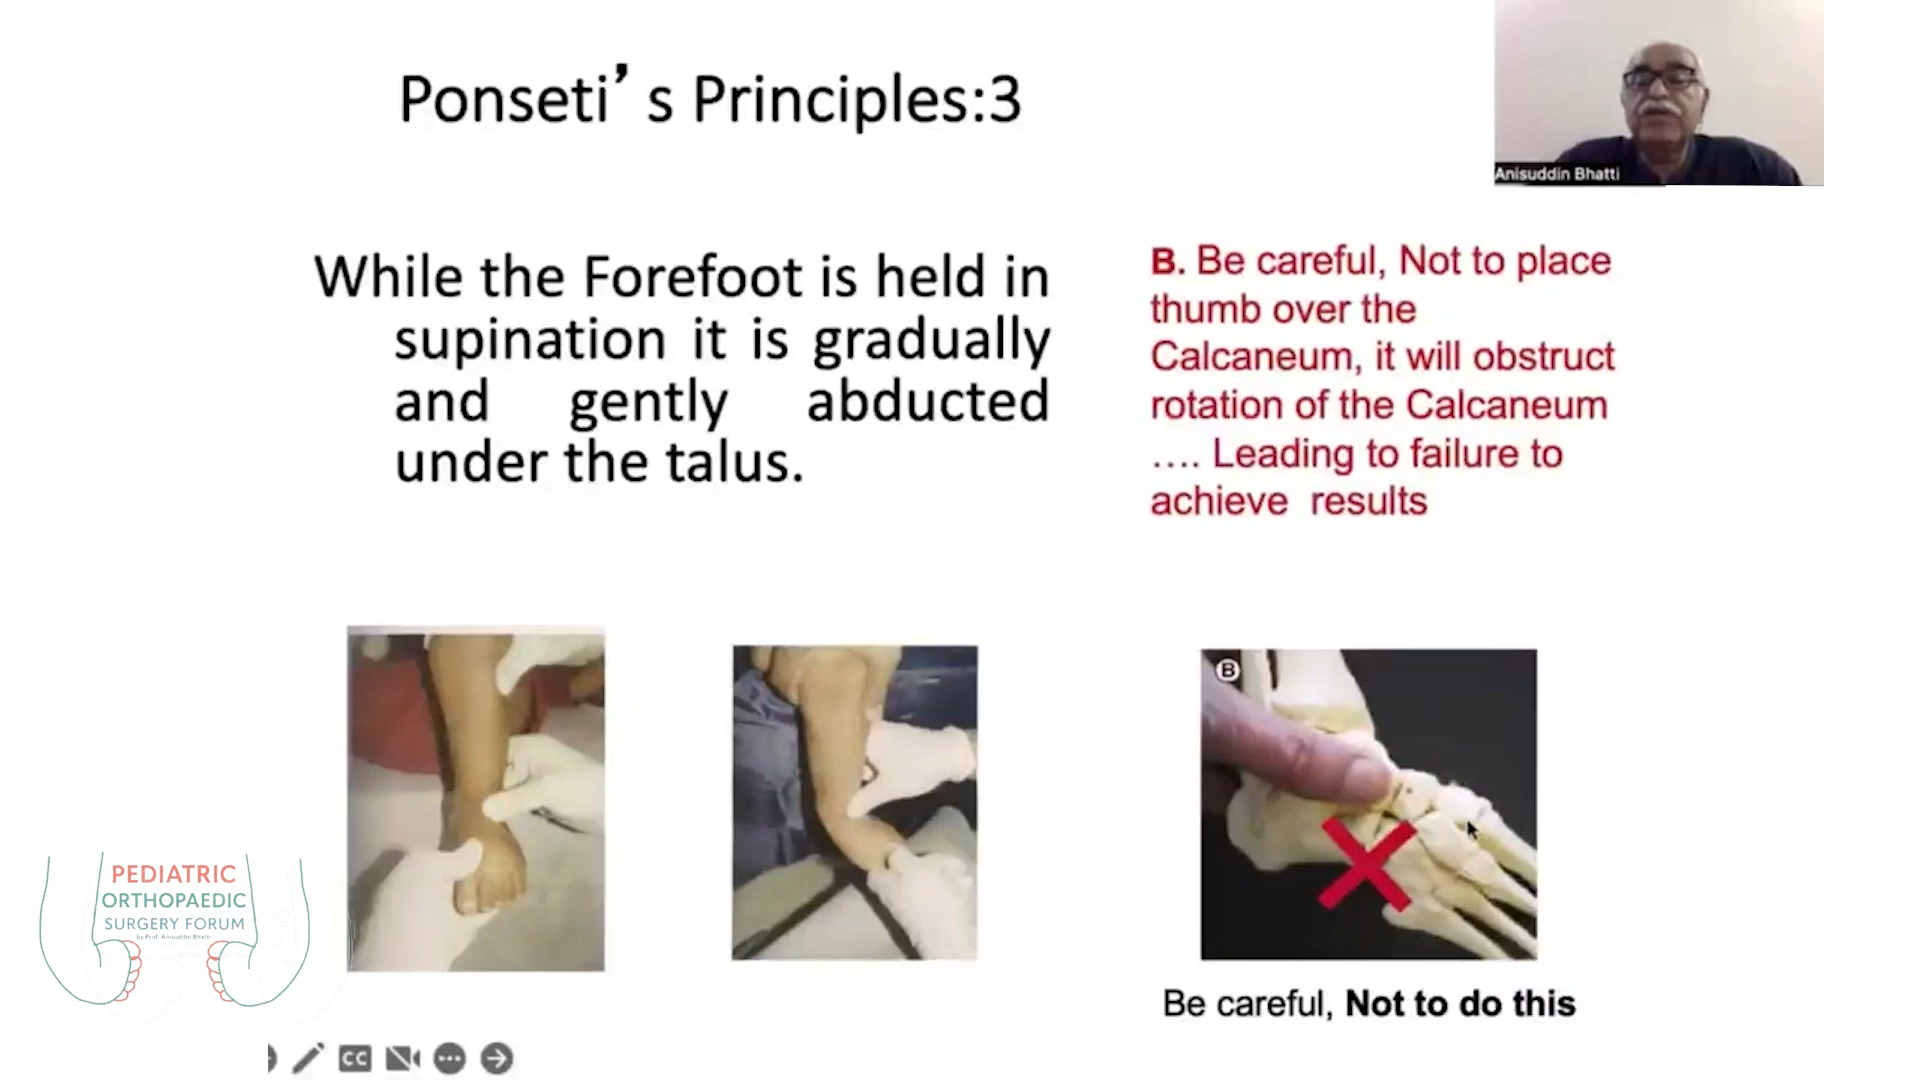 Ponseti’s Principles:3
Anisuddin Bhatti
While the Forefoot is held in
supination it is gradually
and gently abducted
under the talus.
B. Be careful, Not to place
thumb over the
Calcaneum, it will obstruct
rotation of the Calcaneum
…. Leading to failure to
achieve results
B
Be careful, Not to do this
PEDIATRIC
ORTHOPAEDIC
SURGERY FORUM
by Prof. Anisuddin Bhatti
CC